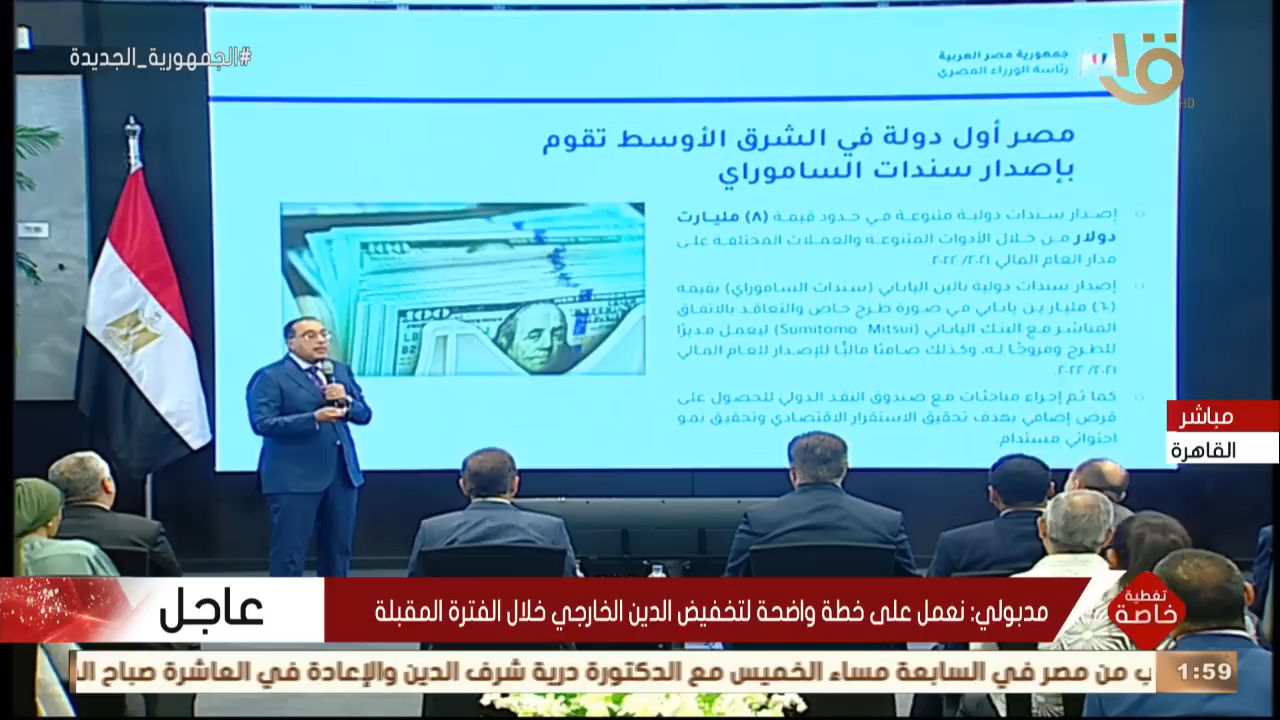 #الجمهورية_الجديدة
جمهورية مصر العربية
رئاسة الوزراء المصري
HD
مصر أول دولة في الشرق الأوسط تقوم
بإصدار سندات الساموراي
إصدار سندات دولية متنوعة في حدود قيمة (٨) مليارت
دولار من خلال الأدوات المتنوعة والعملات المختلفة على
مدار العام المالي ٢٠٢١/ ٢٠٢٢.
إصدار سندات دولية بالين الياباني (سندات الساموراي) بقيمة
(٦٠) مليار ين ياباني في صورة طرح خاص والتعاقد بالاتفاق
المباشر مع البنك الياباني (Sumitomo Mitsui) ليعمل مديرًا
للطرح ومروجًا له، وكذلك ضامنًا ماليًا للإصدار للعام المالي
٢٠٢١/ ٢٠٢٢.
كما تم إجراء مباحثات مع صندوق النقد الدولي للحصول على
قرض إضافي بهدف تحقيق الاستقرار الاقتصادي وتحقيق نمو
احتوائي مستدام.
100
100
مباشر
القاهرة
تغطية
خاصة
مدبولي: نعمل على خطة واضحة لتخفيض الدين الخارجي خلال الفترة المقبلة
عاجل
1:59
ب من مصر في السابعة مساء الخميس مع الدكتورة درية شرف الدين والإعادة في العاشرة صباح ال